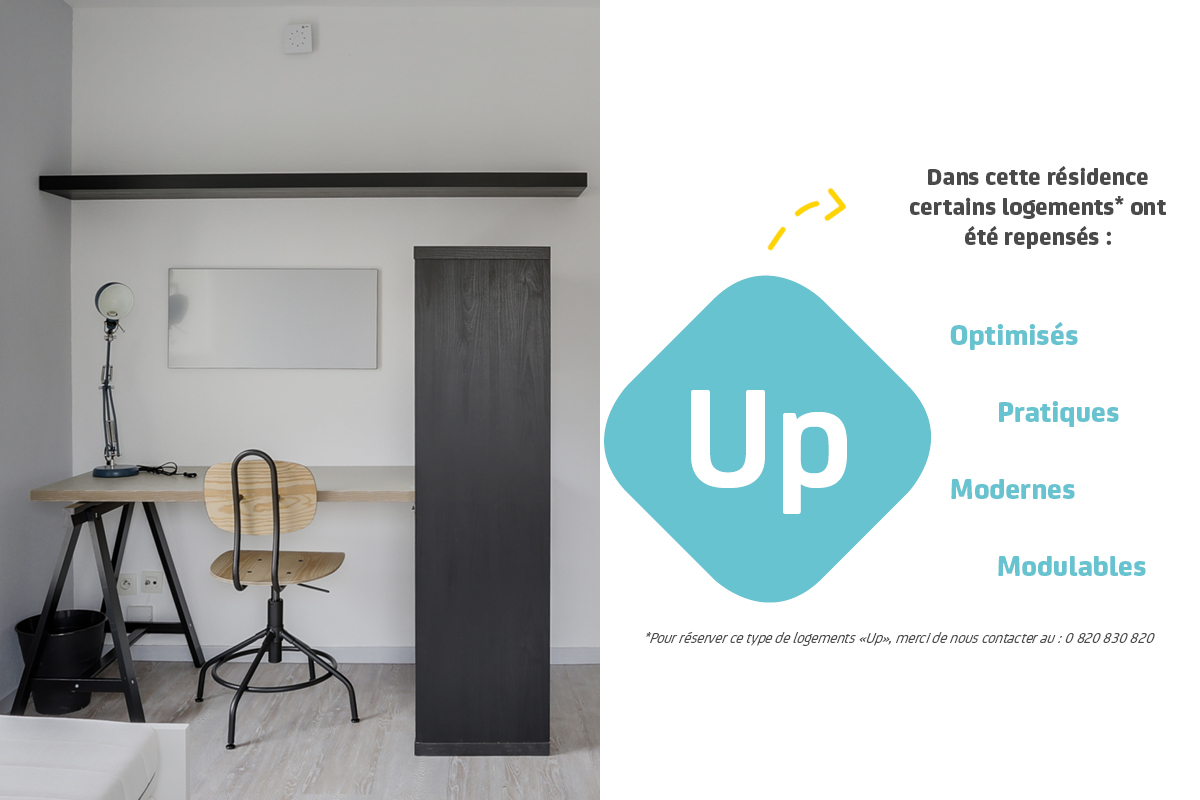 Dans cette résidence
certains logements* ont
été repensés :
Up
Optimisés
Pratiques
Modernes
Modulables
*Pour réserver ce type de logements «Up», merci de nous contacter au : 0 820 830 820